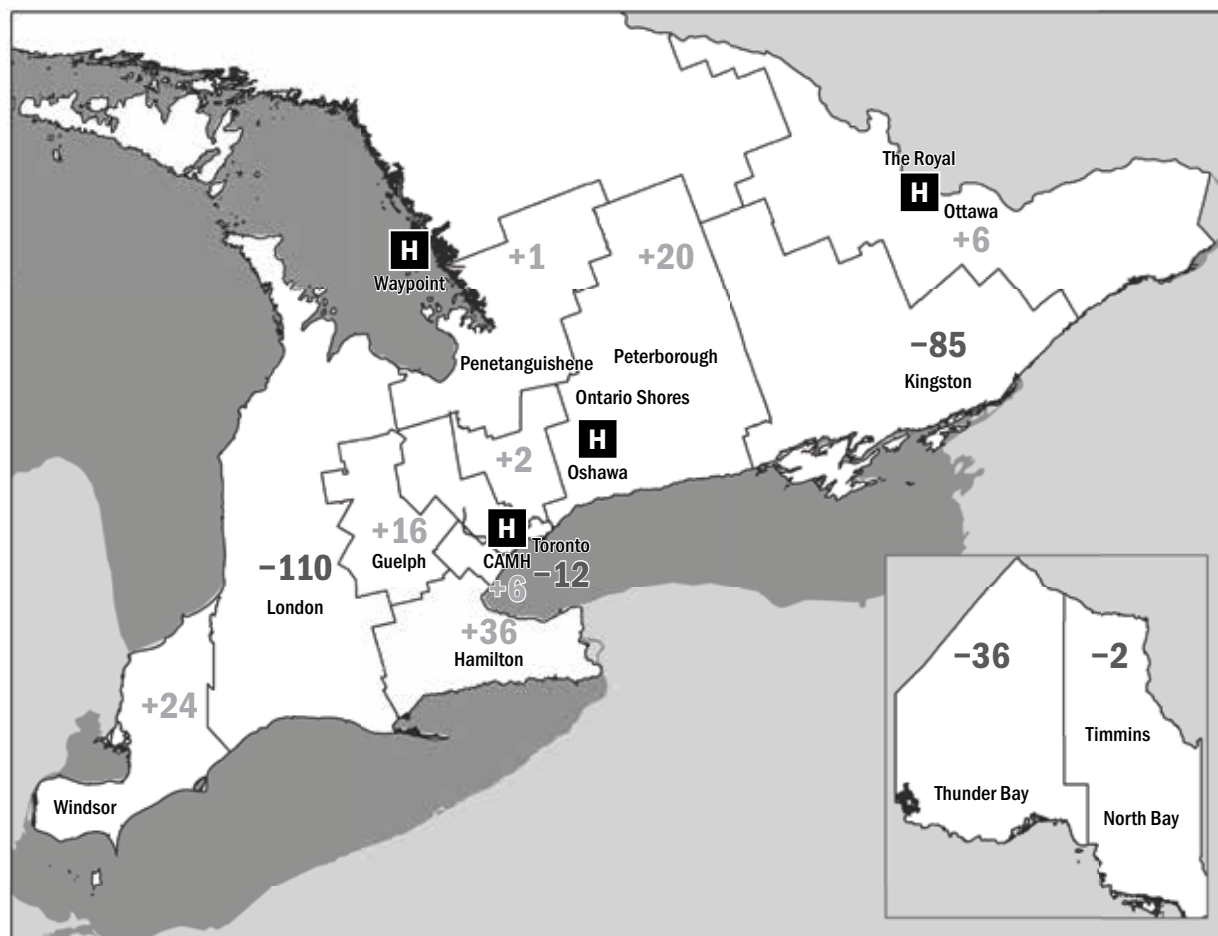 The Royal
H
Ottawa
+6
H
Waypoint
+1
+20
−85
Kingston
Penetanguishene
Peterborough
Ontario Shores
H
Oshawa
+2
+16
Guelph
H
CAMH
Toronto
+6
−12
−110
London
+36
Hamilton
+24
Windsor
−36
−2
Timmins
Thunder Bay
North Bay